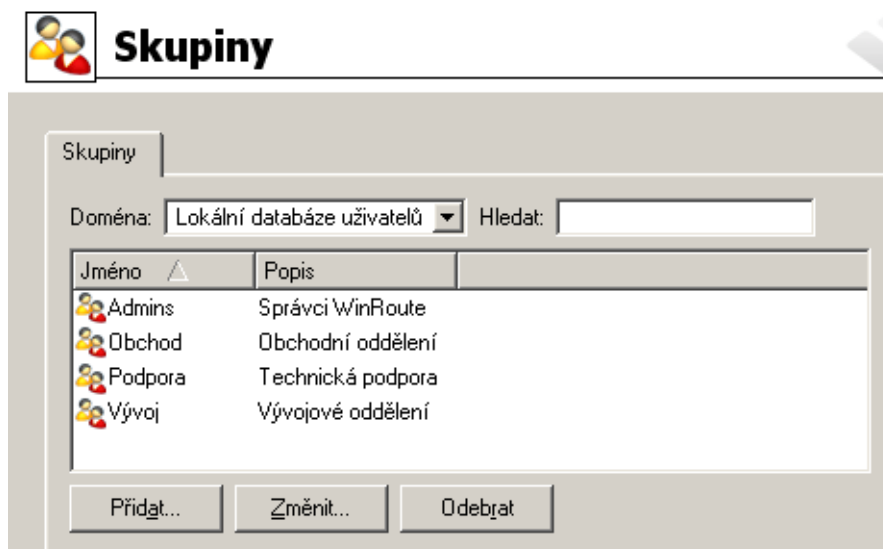 Skupiny
Skupiny
Doména: Lokální databáze uživatelů Hledat:
Jméno Popis
Admins Správci WinRoute
Obchod Obchodní oddělení
Podpora Technická podpora
Vývoj Vývojové oddělení
Přidat... Změnit... Odebrat